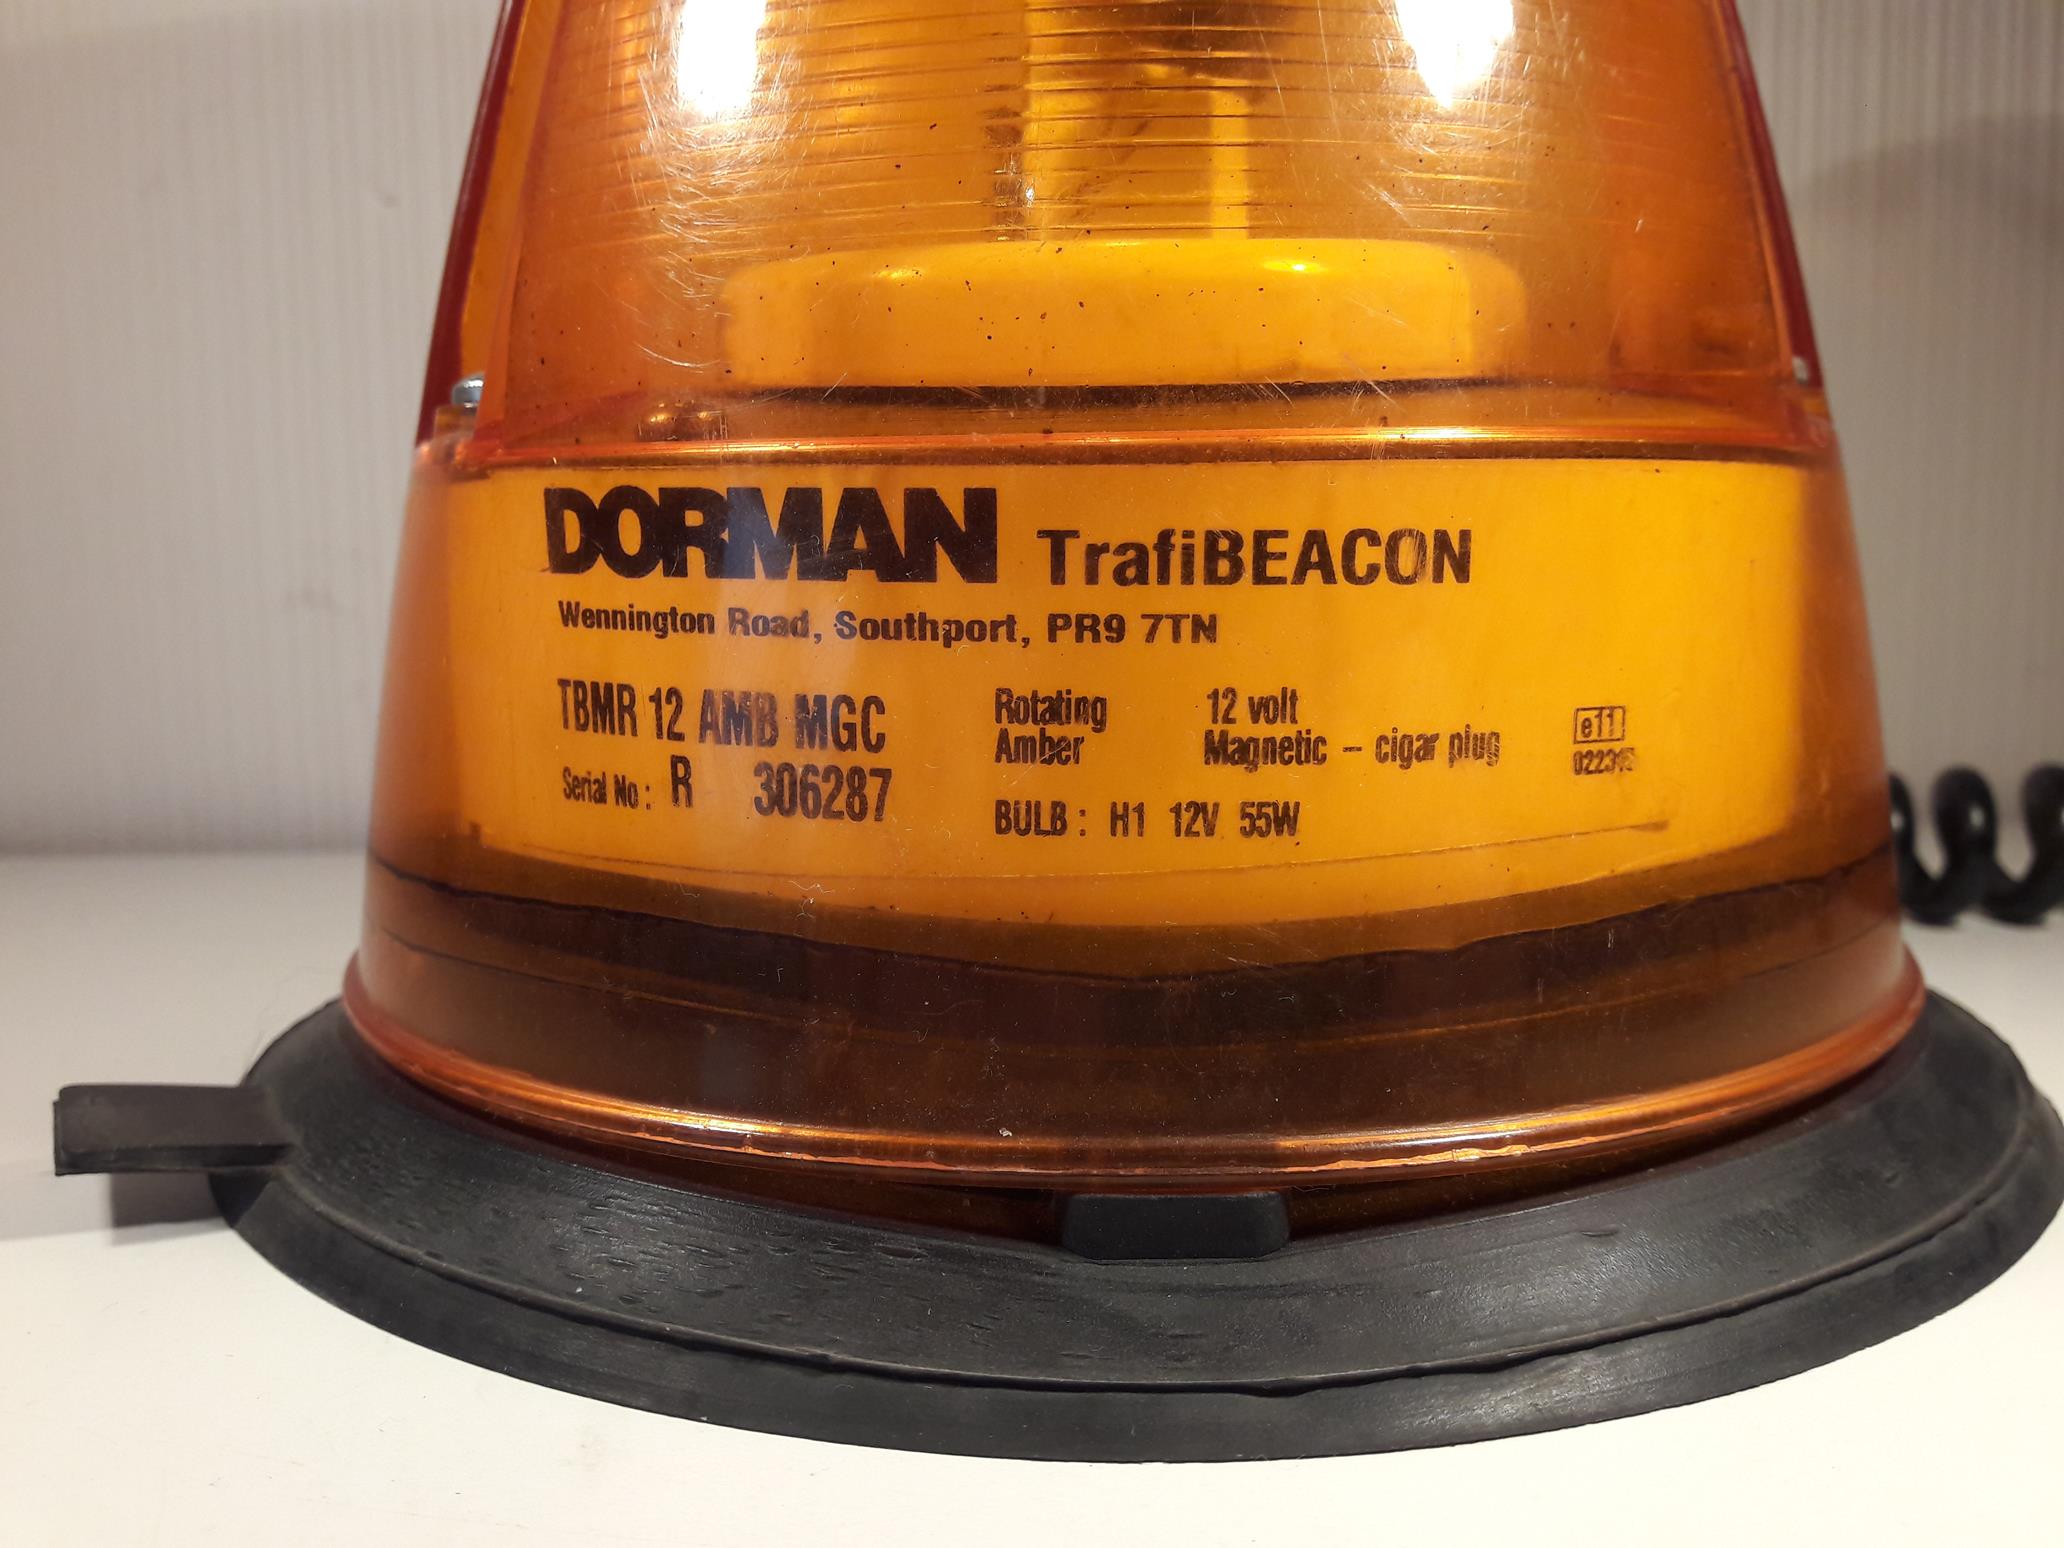 DORMAN TrafiBEACON
Wennington Road, Southport, PR9 7TN
TBMR 12 AMB MGC
Serial No: R 306287
Rotating 12 volt
Amber Magnetic – cigar plug
BULB: H1 12V 55W
e11